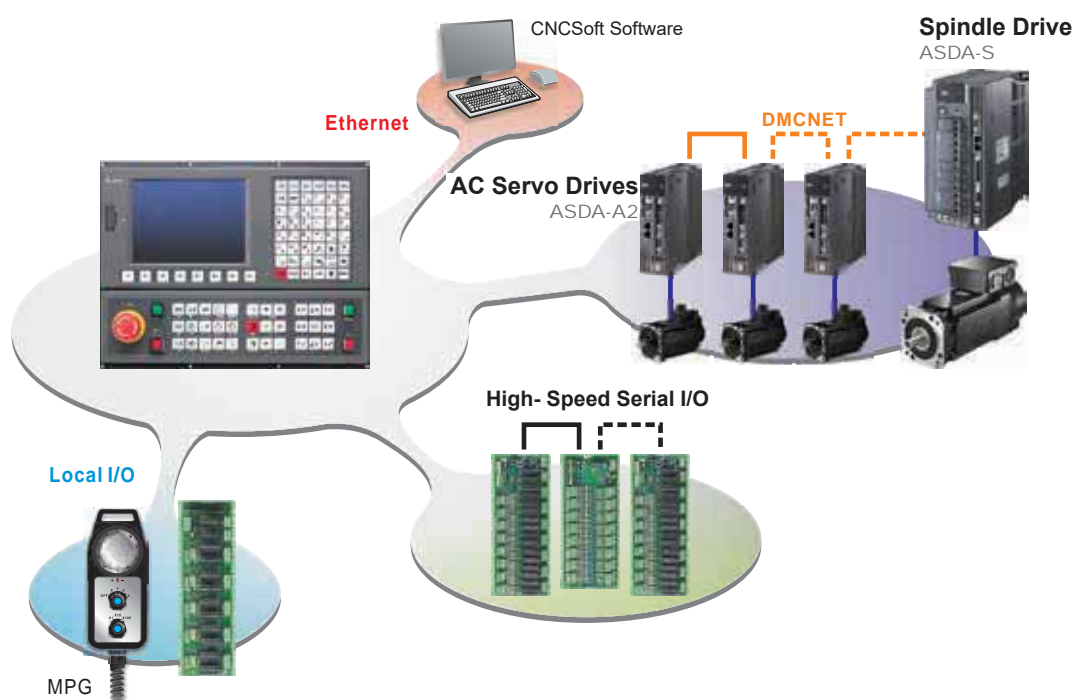 CNCSoft Software
Spindle Drive
ASDA-S
Ethernet
DMCNET
AC Servo Drives
ASDA-A2
High- Speed Serial I/O
Local I/O
MPG